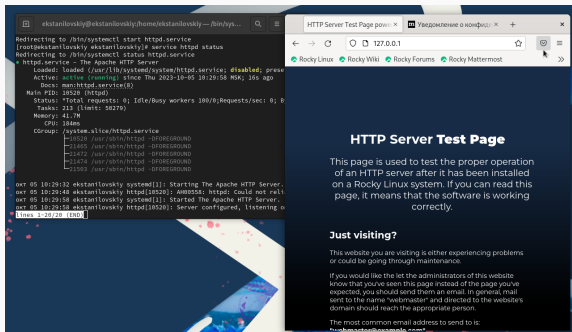 ekstanilovskiy@ekstanilovskiy:/home/ekstanilovskiy — /bin/sys...
Redirecting to /bin/systemctl start httpd.service
[root@ekstanilovskiy ekstanilovskiy]# service httpd status
Redirecting to /bin/systemctl status httpd.service
● httpd.service - The Apache HTTP Server
Loaded: loaded (/usr/lib/systemd/system/httpd.service; disabled; prese
Active: active (running) since Thu 2023-10-05 10:29:58 MSK; 16s ago
Docs: man:httpd.service(8)
Main PID: 10520 (httpd)
Status: "Total requests: 0; Idle/Busy workers 100/0;Requests/sec: 0; B
Tasks: 213 (limit: 50279)
Memory: 41.7M
CPU: 104ms
CGroup: /system.slice/httpd.service
├─10520 /usr/sbin/httpd -DFOREGROUND
├─21465 /usr/sbin/httpd -DFOREGROUND
├─21472 /usr/sbin/httpd -DFOREGROUND
├─21474 /usr/sbin/httpd -DFOREGROUND
└─21503 /usr/sbin/httpd -DFOREGROUND
окт 05 10:29:32 ekstanilovskiy systemd[1]: Starting The Apache HTTP Server.
окт 05 10:29:48 ekstanilovskiy httpd[10520]: AH00558: httpd: Could not reli
окт 05 10:29:58 ekstanilovskiy systemd[1]: Started The Apache HTTP Server.
окт 05 10:29:58 ekstanilovskiy httpd[10520]: Server configured, listening o
lines 1-20/20 (END)
HTTP Server Test Page power
Уведомление о конфид
127.0.0.1
Rocky Linux Rocky Wiki Rocky Forums Rocky Mattermost
HTTP Server Test Page
This page is used to test the proper operation
of an HTTP server after it has been installed
on a Rocky Linux system. If you can read this
page, it means that the software is working
correctly.
Just visiting?
This website you are visiting is either experiencing problems
or could be going through maintenance.
If you would like the let the administrators of this website
know that you've seen this page instead of the page you've
expected, you should send them an email. In general, mail
sent to the name "webmaster" and directed to the website's
domain should reach the appropriate person.
The most common email address to send to is:
"webmaster@example.com"